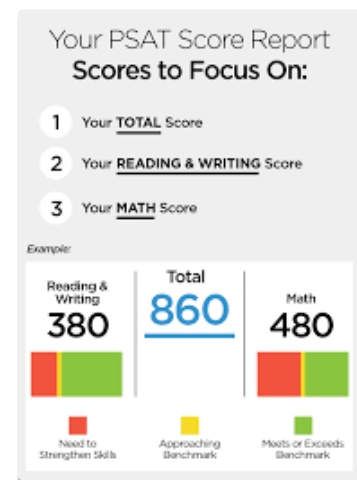 Your PSAT Score Report
Scores to Focus On:
1 Your TOTAL Score
2 Your READING & WRITING Score
3 Your MATH Score
Example:
Reading &
Writing
380
Total
860
Math
480
Need to
Strengthen Skills
Approaching
Benchmark
Meets or Exceeds
Benchmark